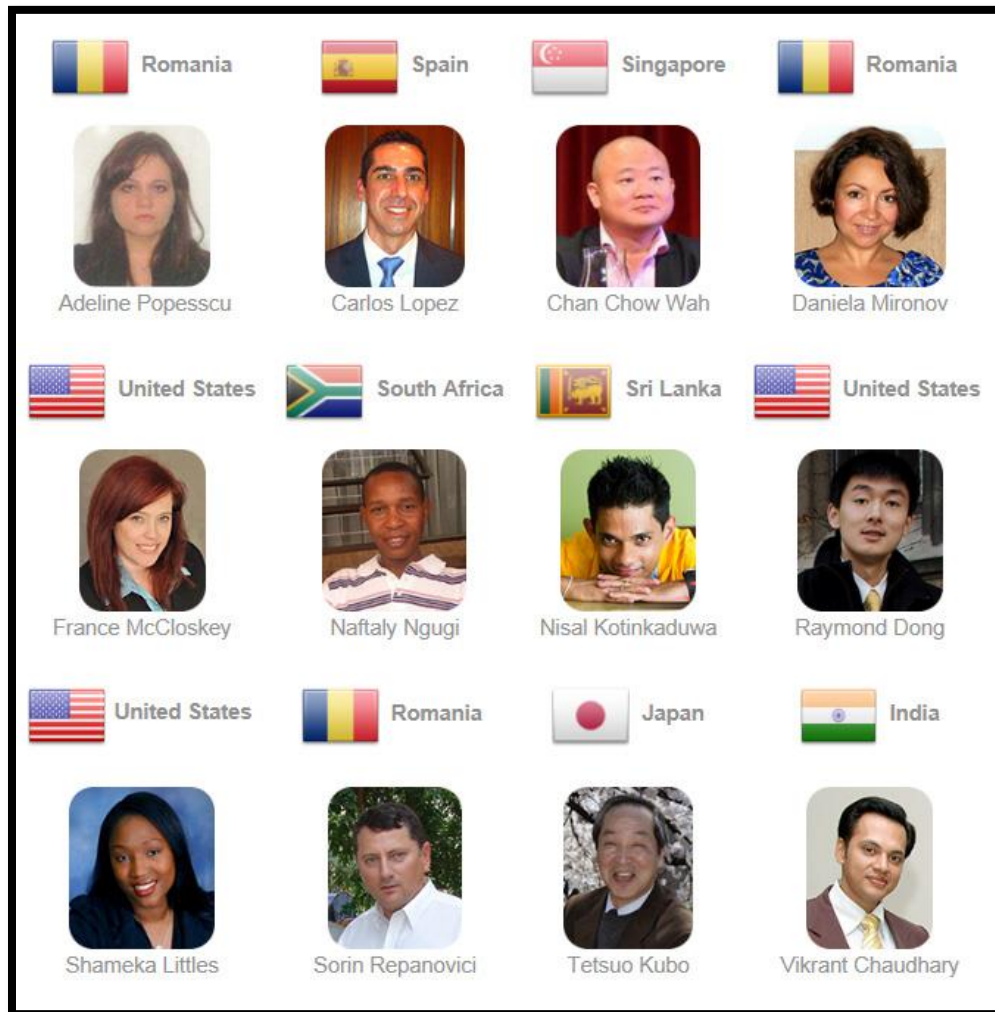 Romania
Spain
Singapore
Romania
Adeline Popesscu
Carlos Lopez
Chan Chow Wah
Daniela Mironov
United States
South Africa
Sri Lanka
United States
France McCloskey
Naftaly Ngugi
Nisal Kotinkaduwa
Raymond Dong
United States
Romania
Japan
India
Shameka Littles
Sorin Repanovici
Tetsuo Kubo
Vikrant Chaudhary